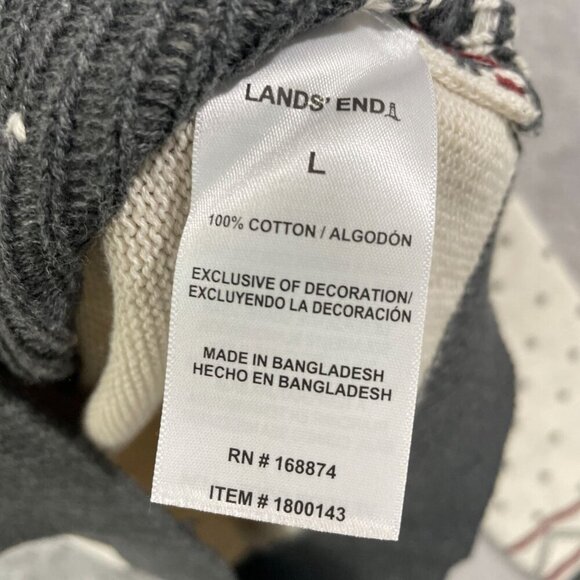 LANDS' END
L
100% COTTON / ALGODÓN
EXCLUSIVE OF DECORATION/
EXCLUYENDO LA DECORACIÓN
MADE IN BANGLADESH
HECHO EN BANGLADESH
RN # 168874
ITEM # 1800143